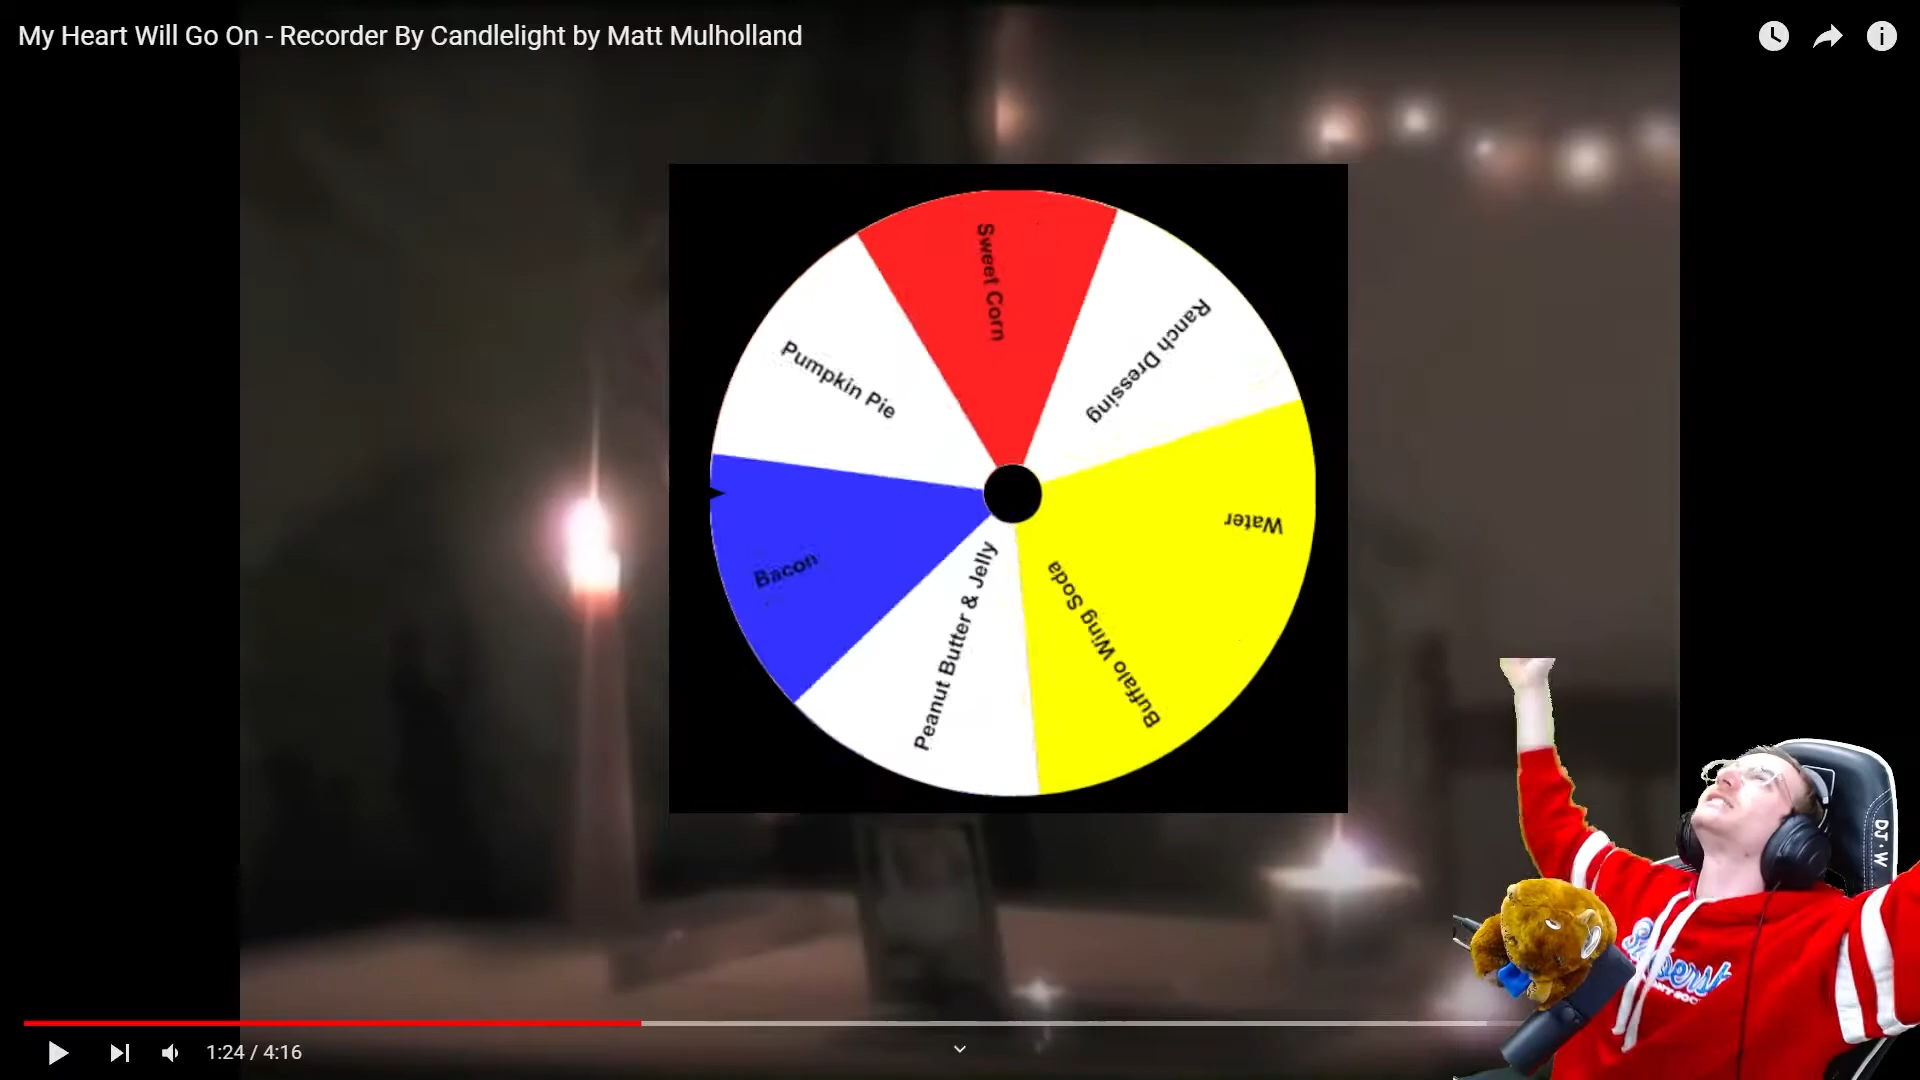 My Heart Will Go On - Recorder By Candlelight by Matt Mulholland
Sweet Corn
Ranch Dressing
Pumpkin Pie
Water
Bacon
Peanut Butter & Jelly
Buffalo Wing Soda
DJ·W
1:24 / 4:16